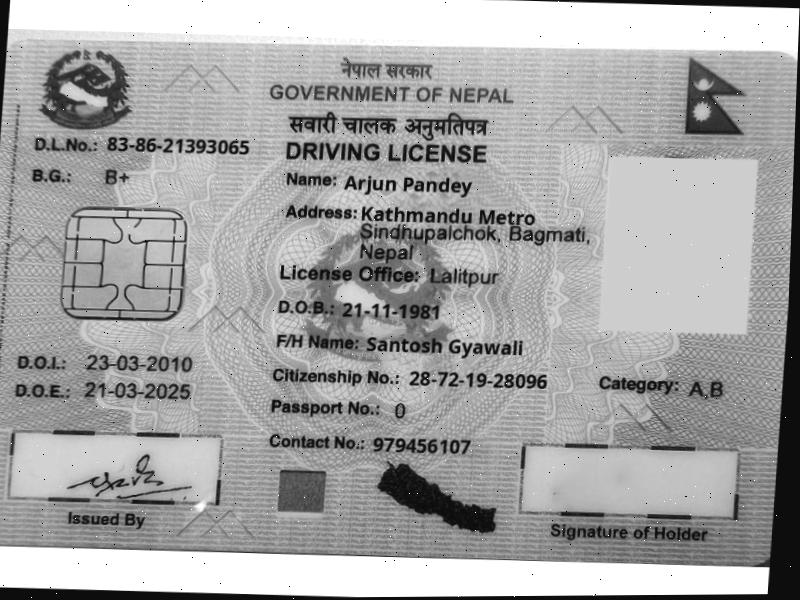 नेपाल सरकार
GOVERNMENT OF NEPAL
सवारी चालक अनुमतिपत्र
DRIVING LICENSE
D.L.No.: 83-86-21393065
B.G.: B+
Name: Arjun Pandey
Address: Kathmandu Metro
Sindhupalchok, Bagmati,
Nepal
License Office: Lalitpur
D.O.B.: 21-11-1981
F/H Name: Santosh Gyawali
D.O.I.: 23-03-2010
D.O.E.: 21-03-2025
Citizenship No.: 28-72-19-28096
Category: A,B
Passport No.: 0
Contact No.: 979456107
Issued By
Signature of Holder